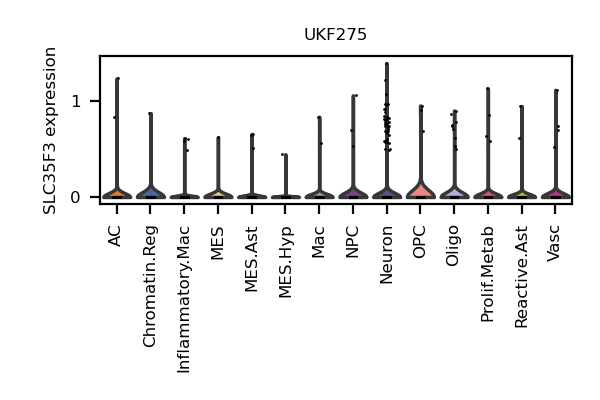 UKF275
SLC35F3 expression
1
0
AC
Chromatin.Reg
Inflammatory.Mac
MES
MES.Ast
MES.Hyp
Mac
NPC
Neuron
OPC
Oligo
Prolif.Metab
Reactive.Ast
Vasc